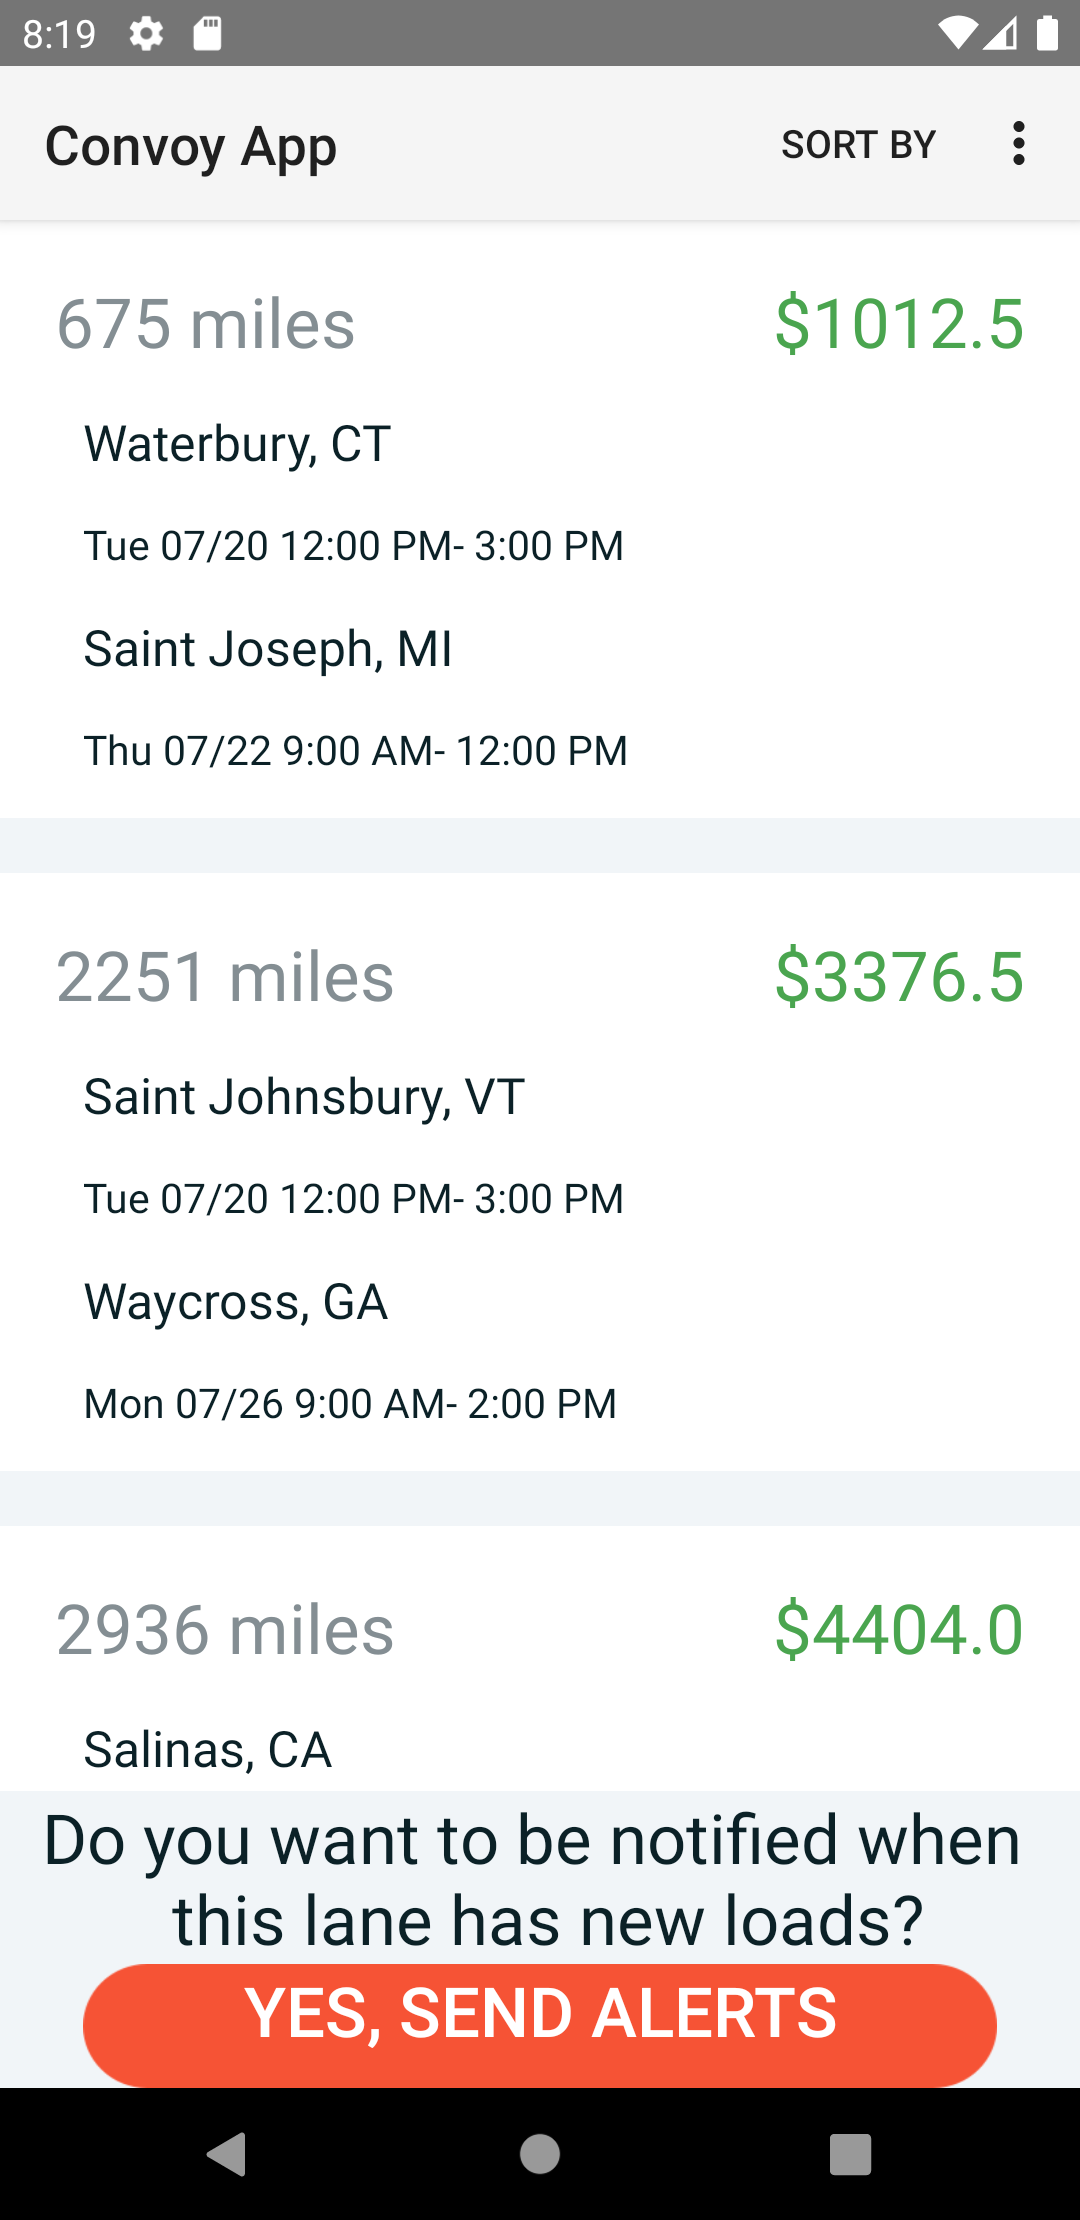 8:19
Convoy App SORT BY
675 miles $1012.5
Waterbury, CT
Tue 07/20 12:00 PM- 3:00 PM
Saint Joseph, MI
Thu 07/22 9:00 AM- 12:00 PM
2251 miles $3376.5
Saint Johnsbury, VT
Tue 07/20 12:00 PM- 3:00 PM
Waycross, GA
Mon 07/26 9:00 AM- 2:00 PM
2936 miles $4404.0
Salinas, CA
Do you want to be notified when
this lane has new loads?
YES, SEND ALERTS